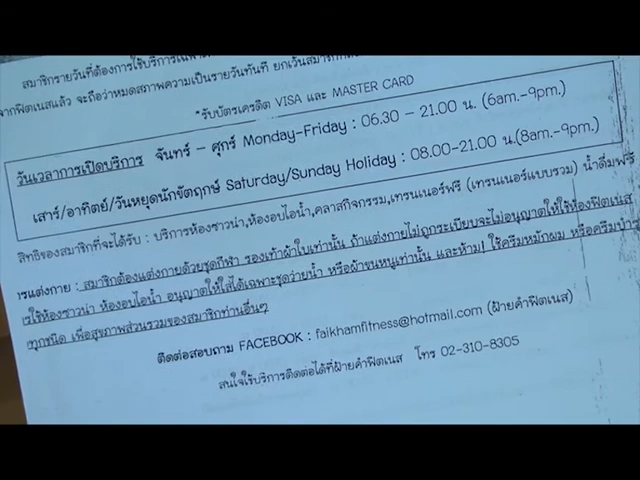 สมาชิกรายวันที่ต้องการใช้บริการเฉพาะ
จากฟิตเนสแล้ว จะถือว่าหมดสภาพความเป็นรายวันทันที ยกเว้นสมาชิก
*รับบัตรเครดิต VISA และ MASTER CARD
วันเวลาการเปิดบริการ จันทร์ – ศุกร์ Monday-Friday : 06.30 – 21.00 น. (6am.-9pm.)
เสาร์/อาทิตย์/วันหยุดนักขัตฤกษ์ Saturday/Sunday Holiday : 08.00-21.00 น.(8am.-9pm.)
สิทธิของสมาชิกที่จะได้รับ : บริการห้องซาวน่า,ห้องอบไอน้ำ,คลาสกิจกรรม,เทรนเนอร์ฟรี (เทรนเนอร์แบบรวม) น้ำดื่มฟรี
ารแต่งกาย : สมาชิกต้องแต่งกายด้วยชุดกีฬา รองเท้าผ้าใบเท่านั้น ถ้าแต่งกายไม่ถูกระเบียบจะไม่อนุญาตให้ใช้ห้องฟิตเนส
ารใช้ห้องซาวน่า ห้องอบไอน้ำ อนุญาตให้ใส่ได้เฉพาะชุดว่ายน้ำ หรือผ้าขนหนูเท่านั้น และห้าม! ใช้ครีมหมักผม หรือครีมบำรุ
ทุกชนิด เพื่อสุขภาพส่วนรวมของสมาชิกท่านอื่นๆ
ติดต่อสอบถาม FACEBOOK : faikhamfitness@hotmail.com (ฝ้ายคำฟิตเนส)
สนใจใช้บริการติดต่อได้ที่ฝ้ายคำฟิตเนส โทร 02-310-8305